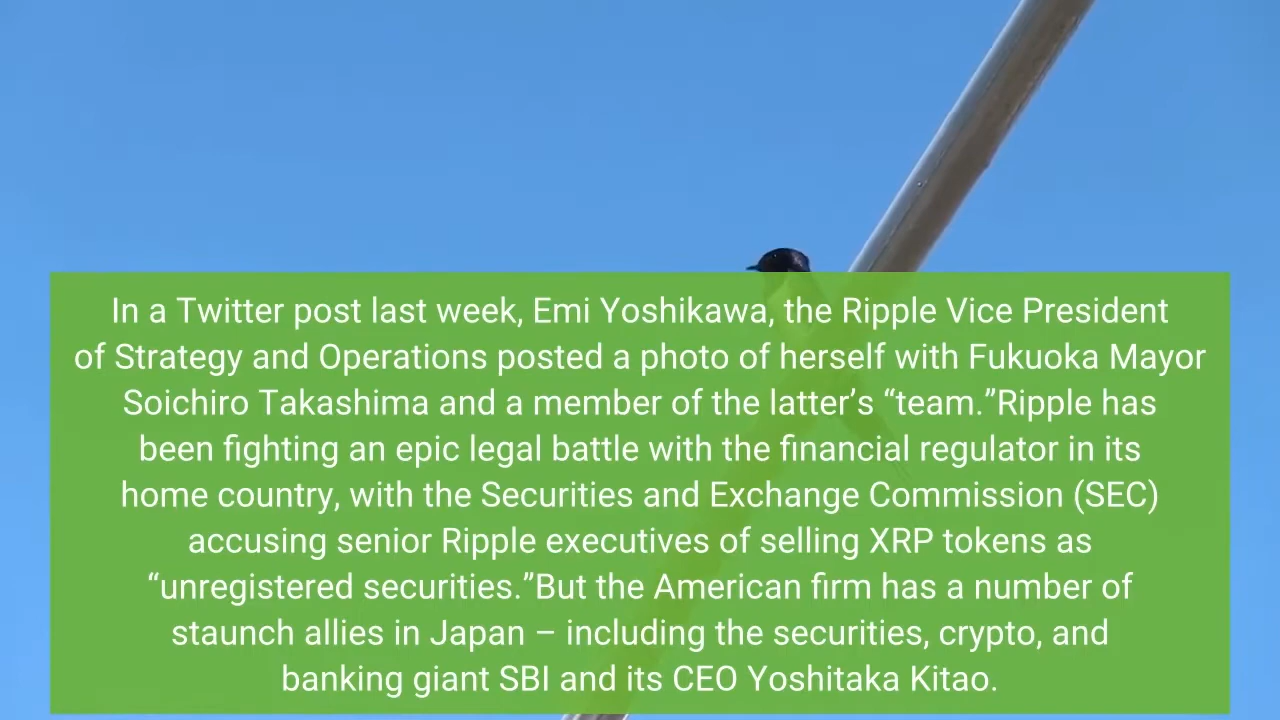 In a Twitter post last week, Emi Yoshikawa, the Ripple Vice President
of Strategy and Operations posted a photo of herself with Fukuoka Mayor
Soichiro Takashima and a member of the latter’s “team.”Ripple has
been fighting an epic legal battle with the financial regulator in its
home country, with the Securities and Exchange Commission (SEC)
accusing senior Ripple executives of selling XRP tokens as
“unregistered securities.”But the American firm has a number of
staunch allies in Japan – including the securities, crypto, and
banking giant SBI and its CEO Yoshitaka Kitao.